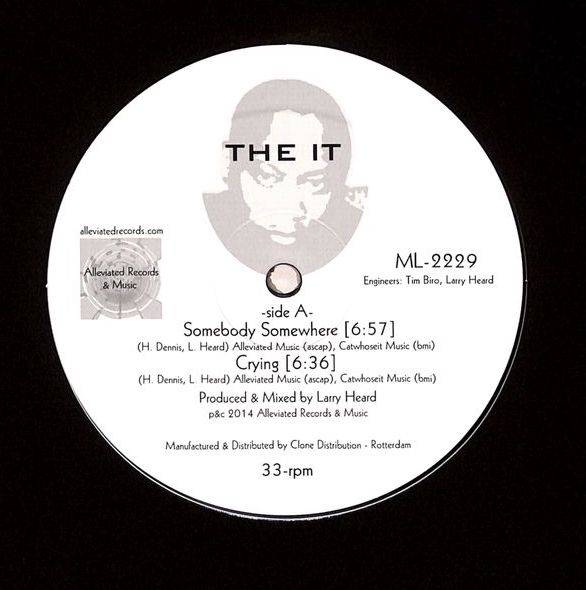 THE IT
alleviatedrecords.com
Alleviated Records
& Music
ML-2229
Engineers: Tim Biro, Larry Heard
-side A-
Somebody Somewhere [6:57]
(H. Dennis, L. Heard) Alleviated Music (ascap), Catwhoseit Music (bmi)
Crying [6:36]
(H. Dennis, L. Heard) Alleviated Music (ascap), Catwhoseit Music (bmi)
Produced & Mixed by Larry Heard
p&c 2014 Alleviated Records & Music
Manufactured & Distributed by Clone Distribution - Rotterdam
33-rpm